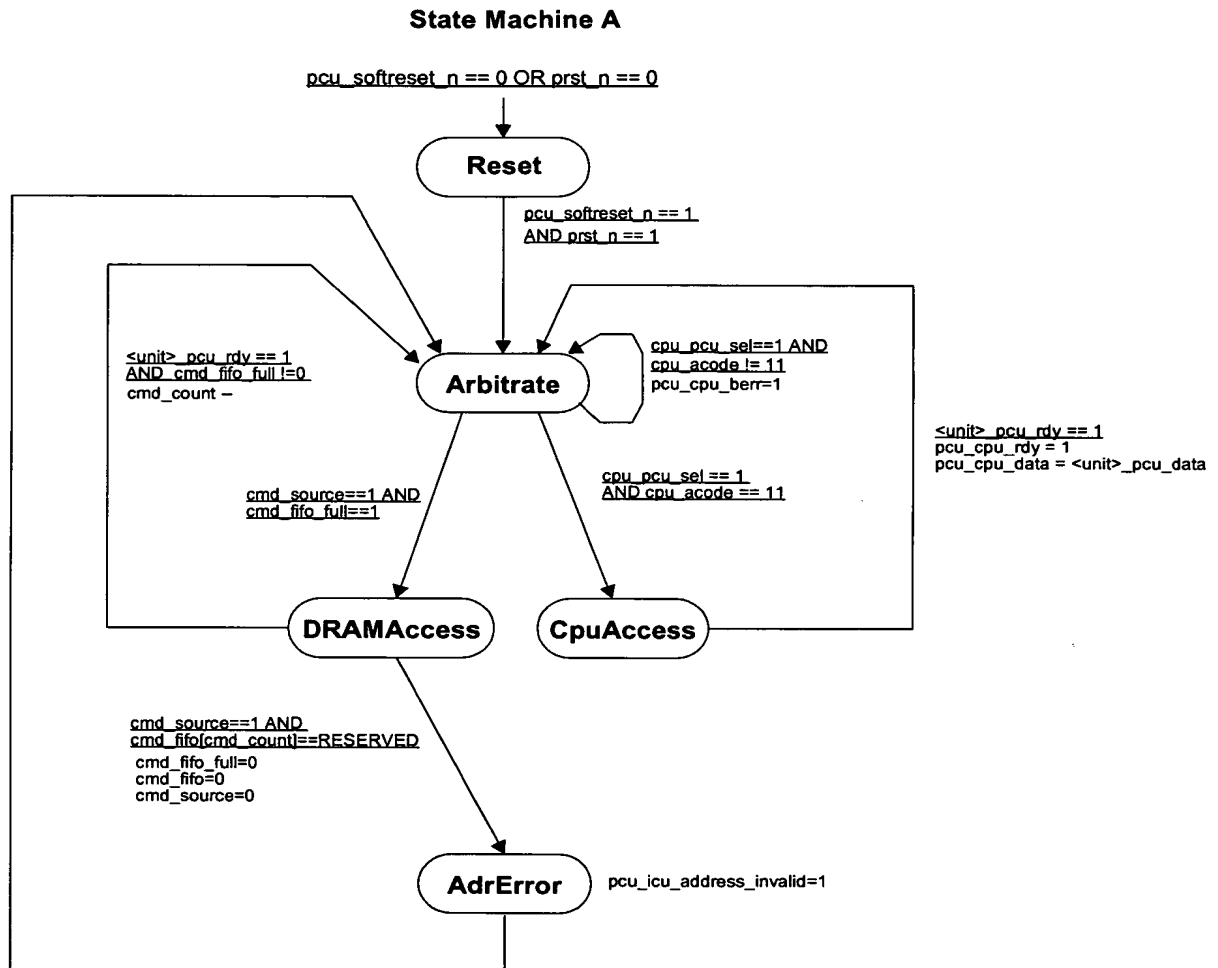 State Machine A
pcu_softreset_n == 0 OR prst_n == 0
Reset
pcu_softreset_n == 1
AND prst_n == 1
<unit>_pcu_rdy == 1
AND cmd_fifo_full !=0
cmd_count –
Arbitrate
cpu_pcu_sel==1 AND
cpu_acode != 11
pcu_cpu_berr=1
<unit>_pcu_rdy == 1
pcu_cpu_rdy = 1
pcu_cpu_data = <unit>_pcu_data
cmd_source==1 AND
cmd_fifo_full==1
cpu_pcu_sel == 1
AND cpu_acode == 11
DRAMAccess
CpuAccess
cmd_source==1 AND
cmd_fifo[cmd_count]==RESERVED
cmd_fifo_full=0
cmd_fifo=0
cmd_source=0
AdrError
pcu_icu_address_invalid=1